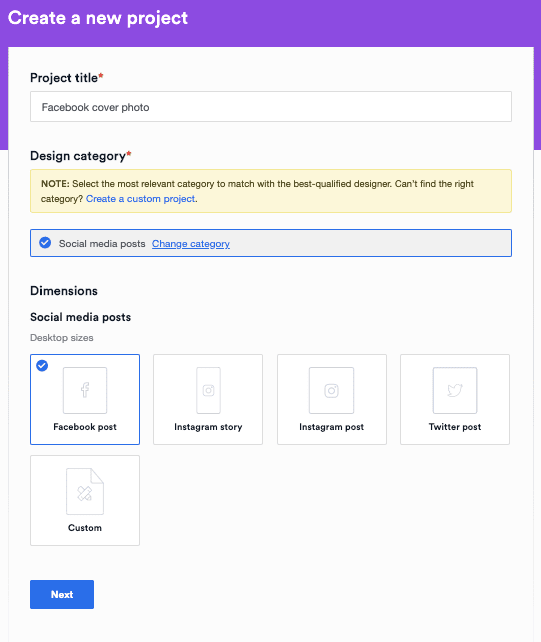 Create a new project
Project title*
Facebook cover photo
Design category*
NOTE: Select the most relevant category to match with the best-qualified designer. Can't find the right
category? Create a custom project.
Social media posts Change category
Dimensions
Social media posts
Desktop sizes
Facebook post Instagram story Instagram post Twitter post
Custom
Next